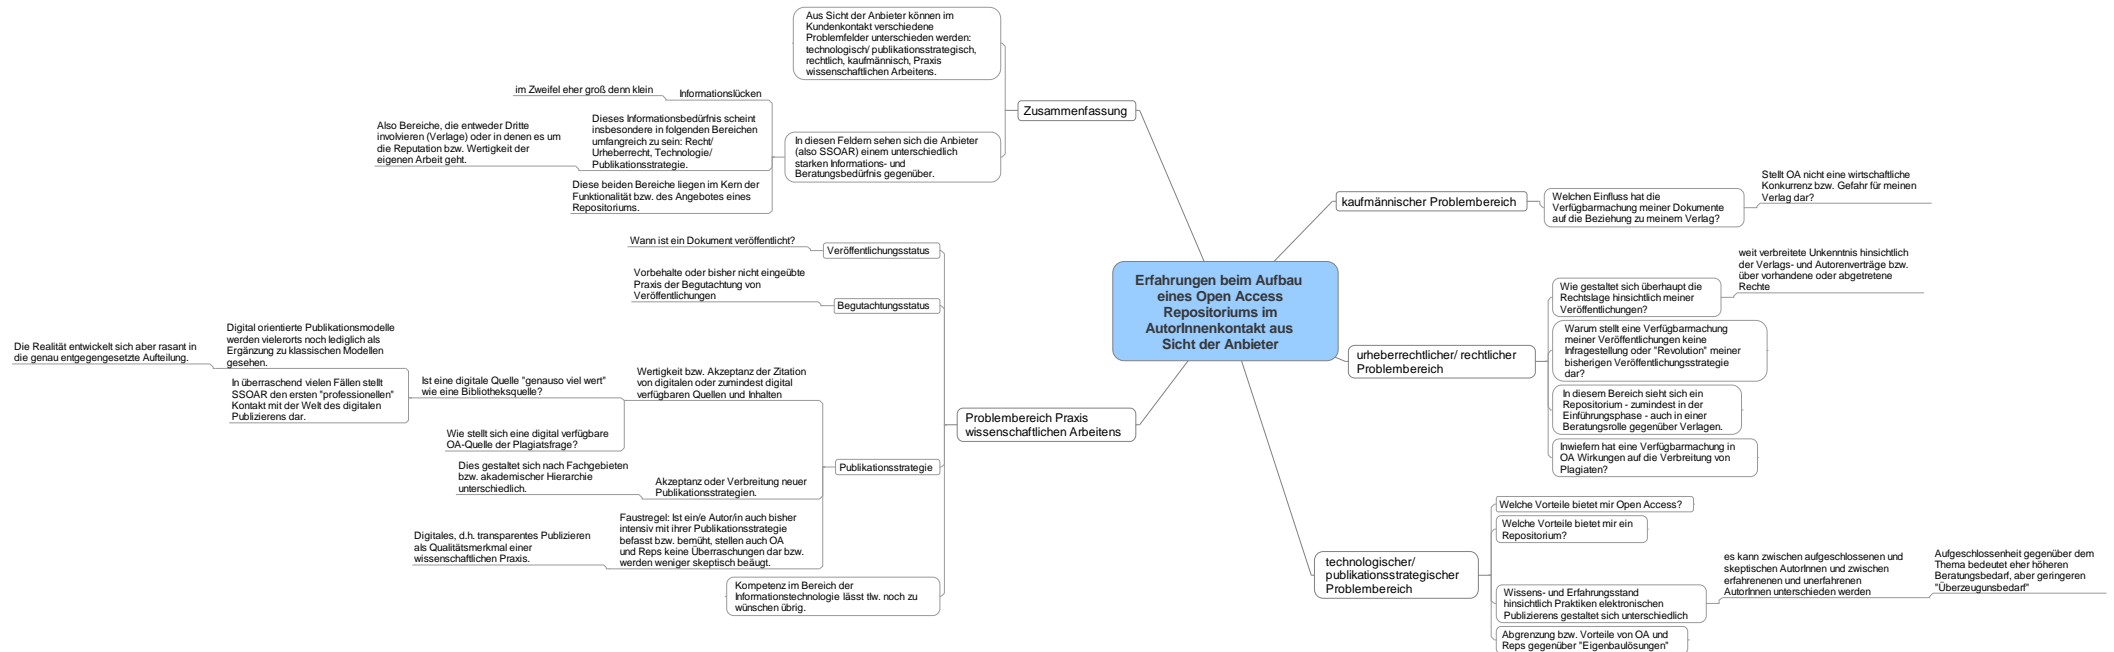 Erfahrungen beim Aufbau
eines Open Access
Repositoriums im
AutorInnenkontakt aus
Sicht der Anbieter
Zusammenfassung
Aus Sicht der Anbieter können im
Kundenkontakt verschiedene
Problemfelder unterschieden werden:
technologisch/ publikationsstrategisch,
rechtlich, kaufmännisch, Praxis
wissenschaftlichen Arbeitens.
In diesen Feldern sehen sich die Anbieter
(also SSOAR) einem unterschiedlich
starken Informations- und
Beratungsbedürfnis gegenüber.
Informationslücken
im Zweifel eher groß denn klein
Dieses Informationsbedürfnis scheint
insbesondere in folgenden Bereichen
umfangreich zu sein: Recht/
Urheberrecht, Technologie/
Publikationsstrategie.
Also Bereiche, die entweder Dritte
involvieren (Verlage) oder in denen es um
die Reputation bzw. Wertigkeit der
eigenen Arbeit geht.
Diese beiden Bereiche liegen im Kern der
Funktionalität bzw. des Angebotes eines
Repositoriums.
Problembereich Praxis
wissenschaftlichen Arbeitens
Veröffentlichungsstatus
Wann ist ein Dokument veröffentlicht?
Begutachtungsstatus
Vorbehalte oder bisher nicht eingeübte
Praxis der Begutachtung von
Veröffentlichungen
Publikationsstrategie
Wertigkeit bzw. Akzeptanz der Zitation
von digitalen oder zumindest digital
verfügbaren Quellen und Inhalten
Ist eine digitale Quelle "genauso viel wert"
wie eine Bibliotheksquelle?
Digital orientierte Publikationsmodelle
werden vielerorts noch lediglich als
Ergänzung zu klassischen Modellen
gesehen.
Die Realität entwickelt sich aber rasant in
die genau entgegengesetzte Aufteilung.
In überraschend vielen Fällen stellt
SSOAR den ersten "professionellen"
Kontakt mit der Welt des digitalen
Publizierens dar.
Wie stellt sich eine digital verfügbare
OA-Quelle der Plagiatsfrage?
Akzeptanz oder Verbreitung neuer
Publikationsstrategien.
Dies gestaltet sich nach Fachgebieten
bzw. akademischer Hierarchie
unterschiedlich.
Faustregel: Ist ein/e Autor/in auch bisher
intensiv mit ihrer Publikationsstrategie
befasst bzw. bemüht, stellen auch OA
und Reps keine Überraschungen dar bzw.
werden weniger skeptisch beäugt.
Digitales, d.h. transparentes Publizieren
als Qualitätsmerkmal einer
wissenschaftlichen Praxis.
Kompetenz im Bereich der
Informationstechnologie lässt tlw. noch zu
wünschen übrig.
kaufmännischer Problembereich
Welchen Einfluss hat die
Verfügbarmachung meiner Dokumente
auf die Beziehung zu meinem Verlag?
Stellt OA nicht eine wirtschaftliche
Konkurrenz bzw. Gefahr für meinen
Verlag dar?
urheberrechtlicher/ rechtlicher
Problembereich
Wie gestaltet sich überhaupt die
Rechtslage hinsichtlich meiner
Veröffentlichungen?
weit verbreitete Unkenntnis hinsichtlich
der Verlags- und Autorenverträge bzw.
über vorhandene oder abgetretene
Rechte
Warum stellt eine Verfügbarmachung
meiner Veröffentlichungen keine
Infragestellung oder "Revolution" meiner
bisherigen Veröffentlichungsstrategie
dar?
In diesem Bereich sieht sich ein
Repositorium - zumindest in der
Einführungsphase - auch in einer
Beratungsrolle gegenüber Verlagen.
Inwiefern hat eine Verfügbarmachung in
OA Wirkungen auf die Verbreitung von
Plagiaten?
technologischer/
publikationsstrategischer
Problembereich
Welche Vorteile bietet mir Open Access?
Welche Vorteile bietet mir ein
Repositorium?
Wissens- und Erfahrungsstand
hinsichtlich Praktiken elektronischen
Publizierens gestaltet sich unterschiedlich
es kann zwischen aufgeschlossenen und
skeptischen AutorInnen und zwischen
erfahrenenen und unerfahrenen
AutorInnen unterschieden werden
Aufgeschlossenheit gegenüber dem
Thema bedeutet eher höheren
Beratungsbedarf, aber geringeren
"Überzeugunsbedarf"
Abgrenzung bzw. Vorteile von OA und
Reps gegenüber "Eigenbaulösungen"